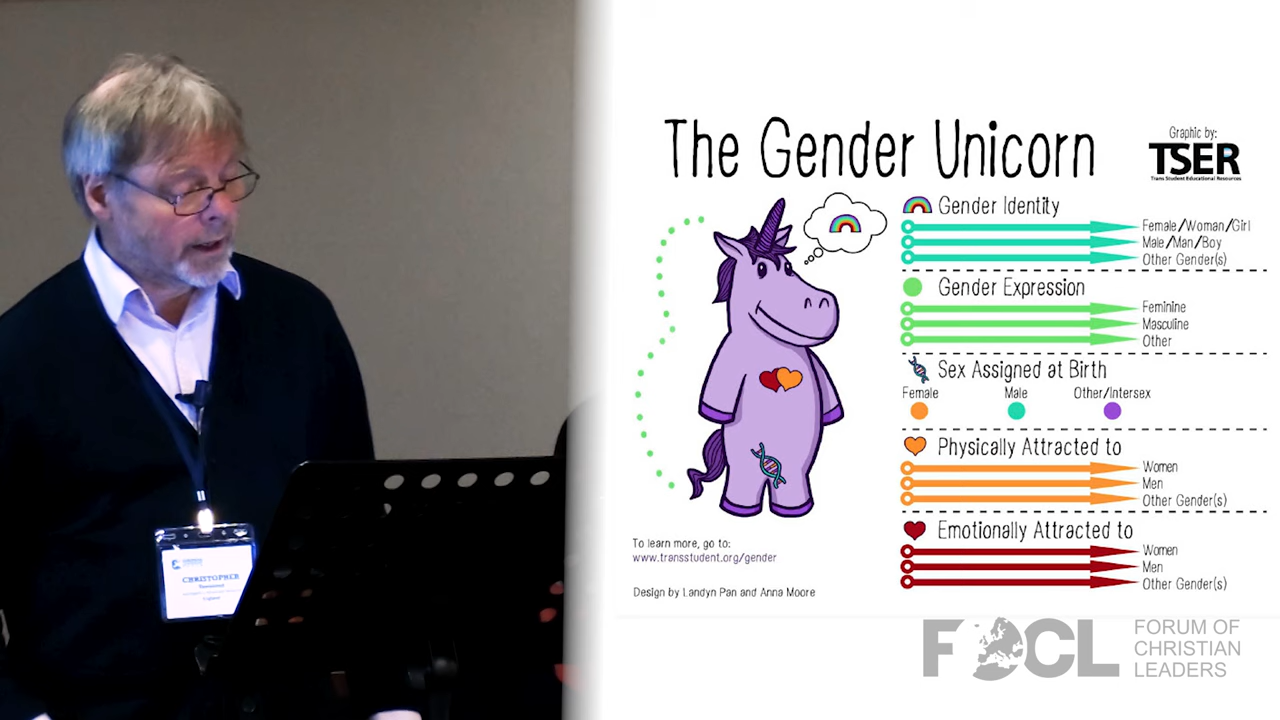 The Gender Unicorn
Graphic by:
TSER
Trans Student Educational Resources
Gender Identity
Female/Woman/Girl
Male/Man/Boy
Other Gender(s)
Gender Expression
Feminine
Masculine
Other
Sex Assigned at Birth
Female Male Other/Intersex
Physically Attracted to
Women
Men
Other Gender(s)
Emotionally Attracted to
Women
Men
Other Gender(s)
To learn more, go to:
www.transstudent.org/gender
Design by Landyn Pan and Anna Moore
CHRISTOPHER
FOCL
FORUM OF
CHRISTIAN
LEADERS